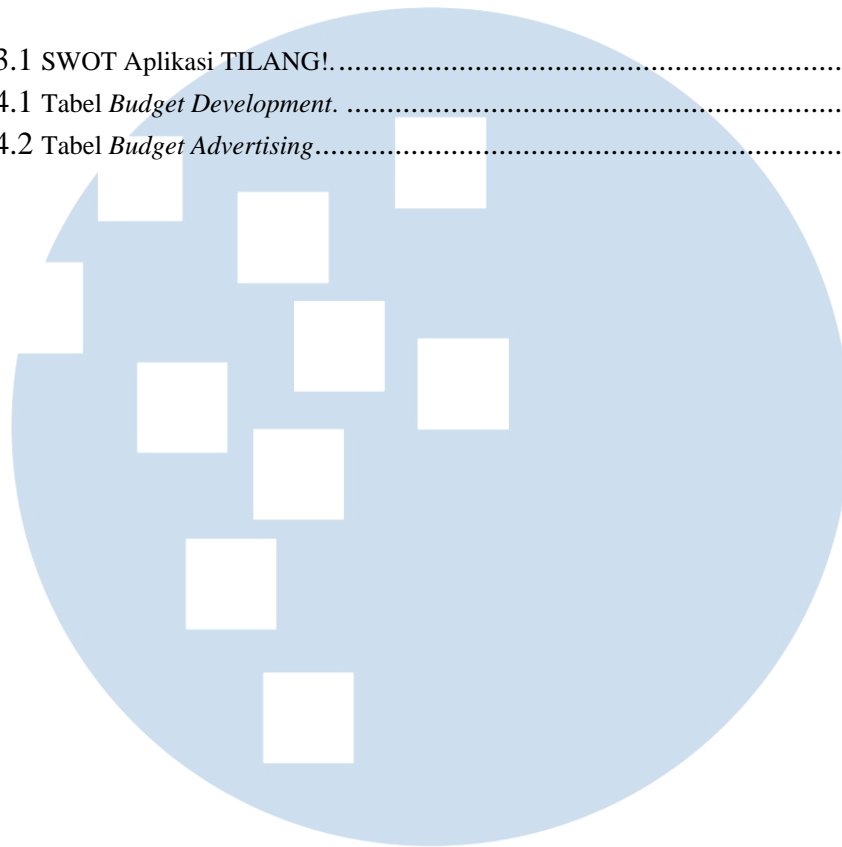 3.1 SWOT Aplikasi TILANG!.............................................................................
4.1 Tabel Budget Development. ...........................................................................
4.2 Tabel Budget Advertising................................................................................